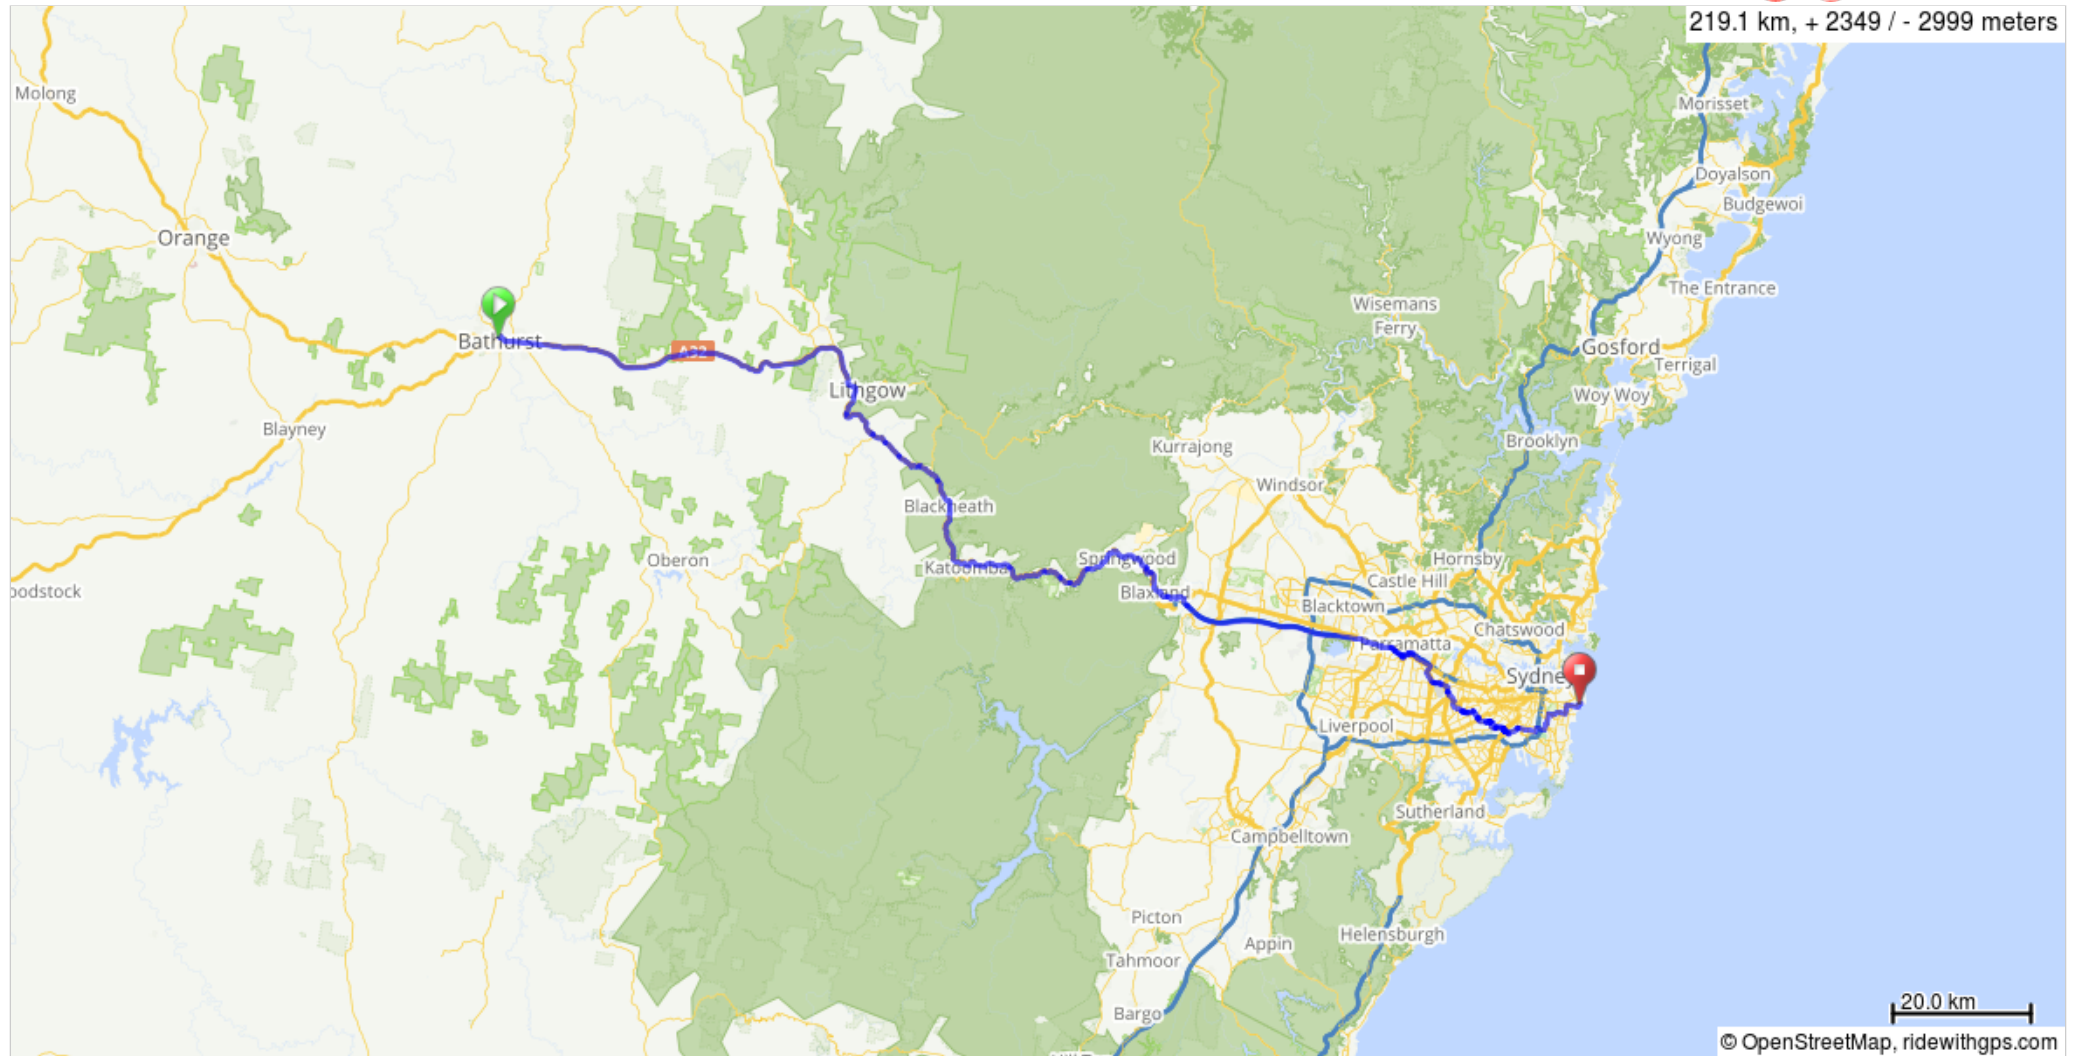 219.1 km, + 2349 / - 2999 meters
Molong
Morisset
Doyalson
Budgewoi
Orange
Wyong
The Entrance
Wisemans
Ferry
Bathurst
A32
Gosford
Terrigal
Lithgow
Woy Woy
Blayney
Brooklyn
Kurrajong
Windsor
Blackheath
Oberon
Katoomba
Springwood
Hornsby
Castle Hill
oodstock
Blaxland
Blacktown
Chatswood
Parramatta
Sydney
Liverpool
Sutherland
Campbelltown
Picton
Appin
Helensburgh
Tahmoor
Bargo
20.0 km
© OpenStreetMap, ridewithgps.com